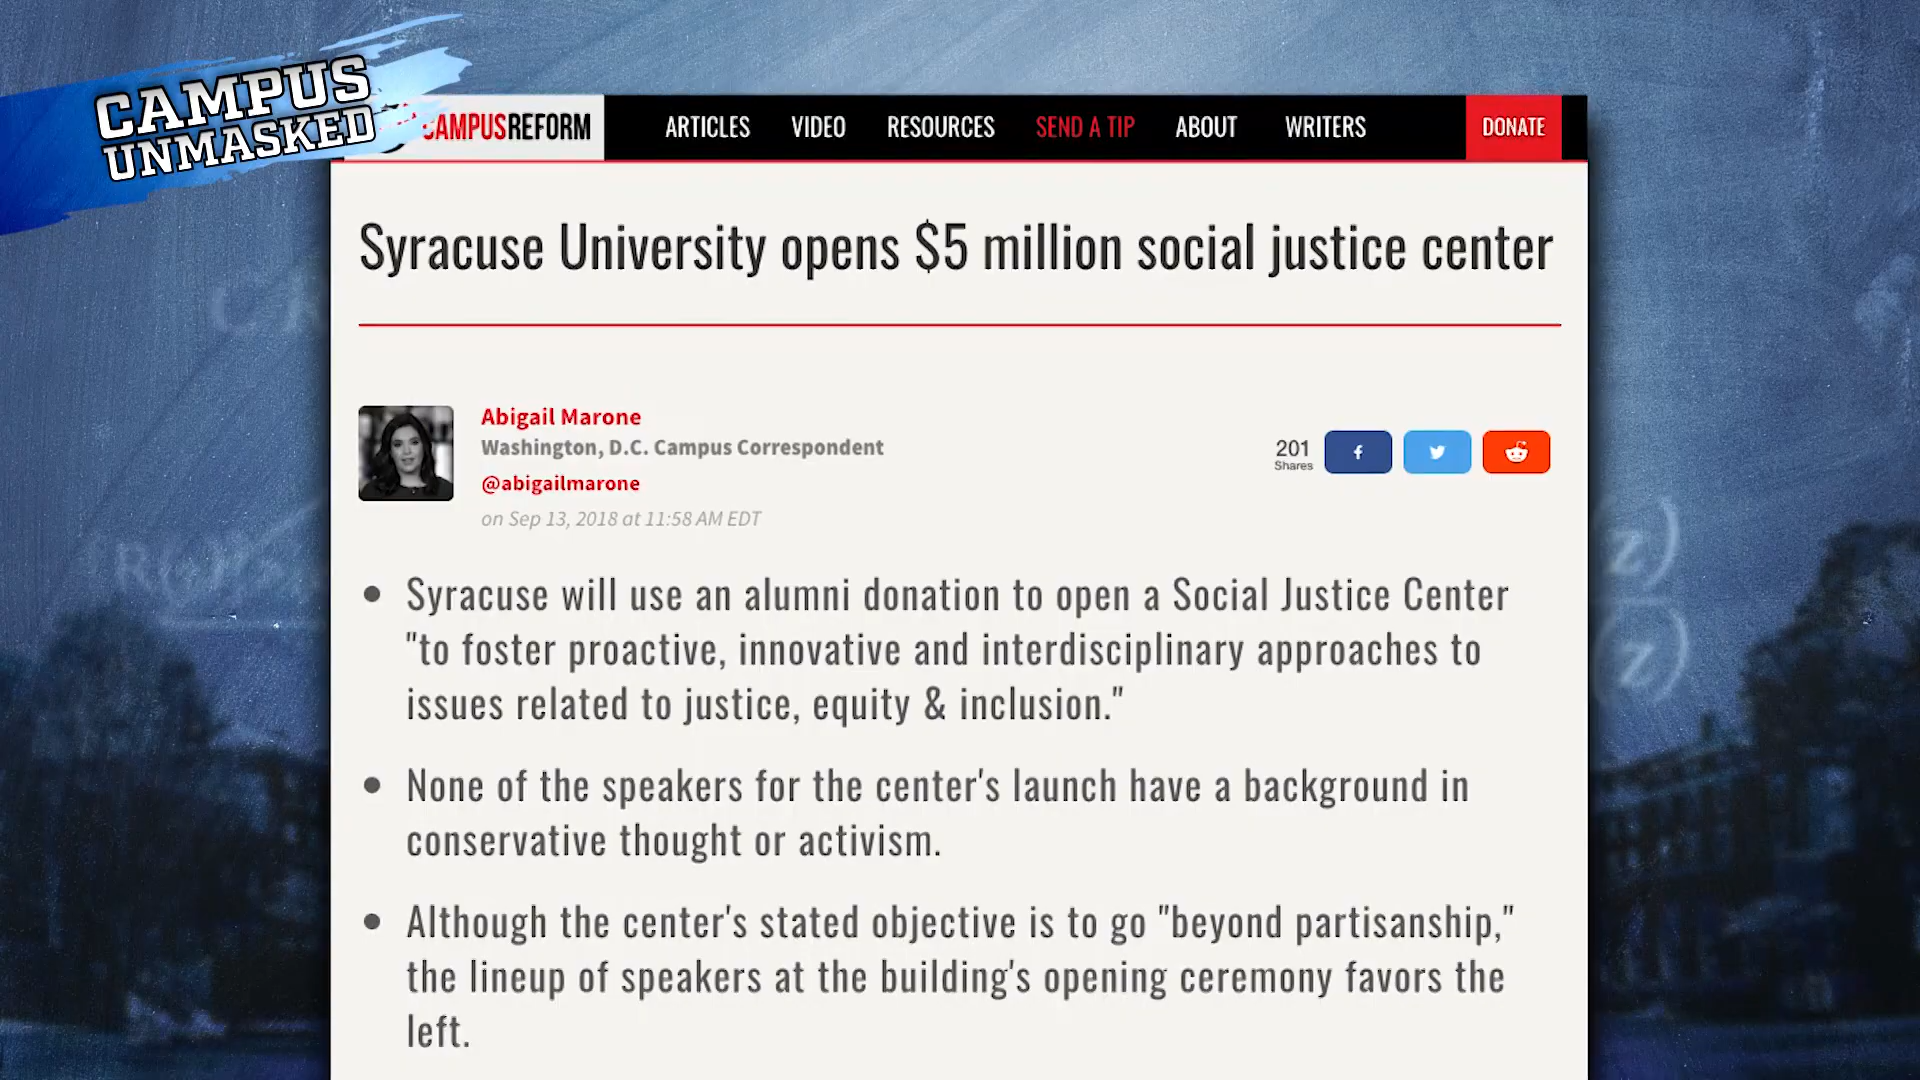 CAMPUS
UNMASKED
CAMPUSREFORM
ARTICLES VIDEO RESOURCES SEND A TIP ABOUT WRITERS DONATE
Syracuse University opens $5 million social justice center
Abigail Marone
Washington, D.C. Campus Correspondent
@abigailmarone
on Sep 13, 2018 at 11:58 AM EDT
201
Shares
• Syracuse will use an alumni donation to open a Social Justice Center
"to foster proactive, innovative and interdisciplinary approaches to
issues related to justice, equity & inclusion."
• None of the speakers for the center's launch have a background in
conservative thought or activism.
• Although the center's stated objective is to go "beyond partisanship,"
the lineup of speakers at the building's opening ceremony favors the
left.